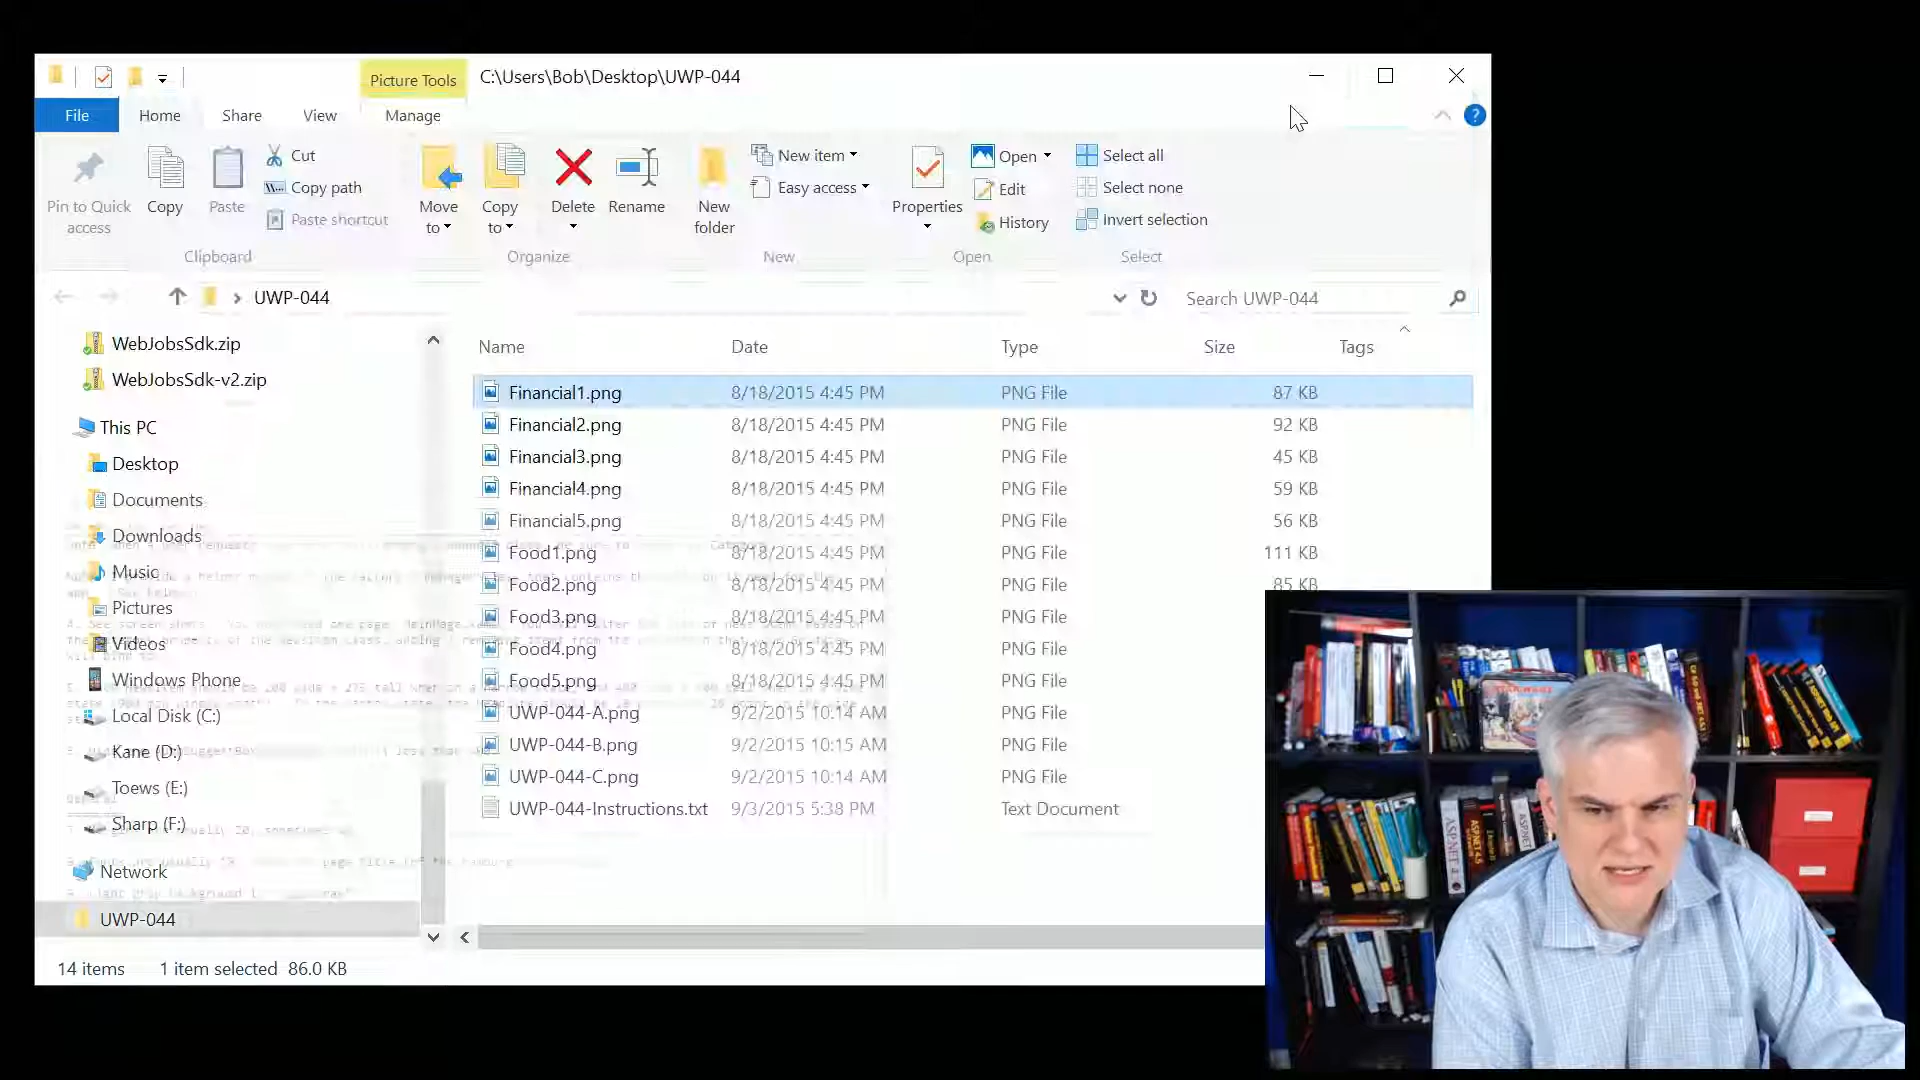 Picture Tools
C:\Users\Bob\Desktop\UWP-044
File
Home
Share
View
Manage
Pin to Quick access
Copy
Paste
Cut
Copy path
Paste shortcut
Clipboard
Move to
Copy to
Delete
Rename
Organize
New folder
New item
Easy access
New
Properties
Open
Edit
History
Open
Select all
Select none
Invert selection
Select
UWP-044
Search UWP-044
WebJobsSdk.zip
WebJobsSdk-v2.zip
This PC
Desktop
Documents
Downloads
Music
Pictures
Videos
Windows Phone
Local Disk (C:)
Kane (D:)
Toews (E:)
Sharp (F:)
Network
UWP-044
Name Date Type Size Tags
Financial1.png 8/18/2015 4:45 PM PNG File 87 KB
Financial2.png 8/18/2015 4:45 PM PNG File 92 KB
Financial3.png 8/18/2015 4:45 PM PNG File 45 KB
Financial4.png 8/18/2015 4:45 PM PNG File 59 KB
Financial5.png 8/18/2015 4:45 PM PNG File 56 KB
Food1.png 8/18/2015 4:45 PM PNG File 111 KB
Food2.png 8/18/2015 4:45 PM PNG File 85 KB
Food3.png 8/18/2015 4:45 PM PNG File
Food4.png 8/18/2015 4:45 PM PNG File
Food5.png 8/18/2015 4:45 PM PNG File
UWP-044-A.png 9/2/2015 10:14 AM PNG File
UWP-044-B.png 9/2/2015 10:15 AM PNG File
UWP-044-C.png 9/2/2015 10:14 AM PNG File
UWP-044-Instructions.txt 9/3/2015 5:38 PM Text Document
14 items 1 item selected 86.0 KB